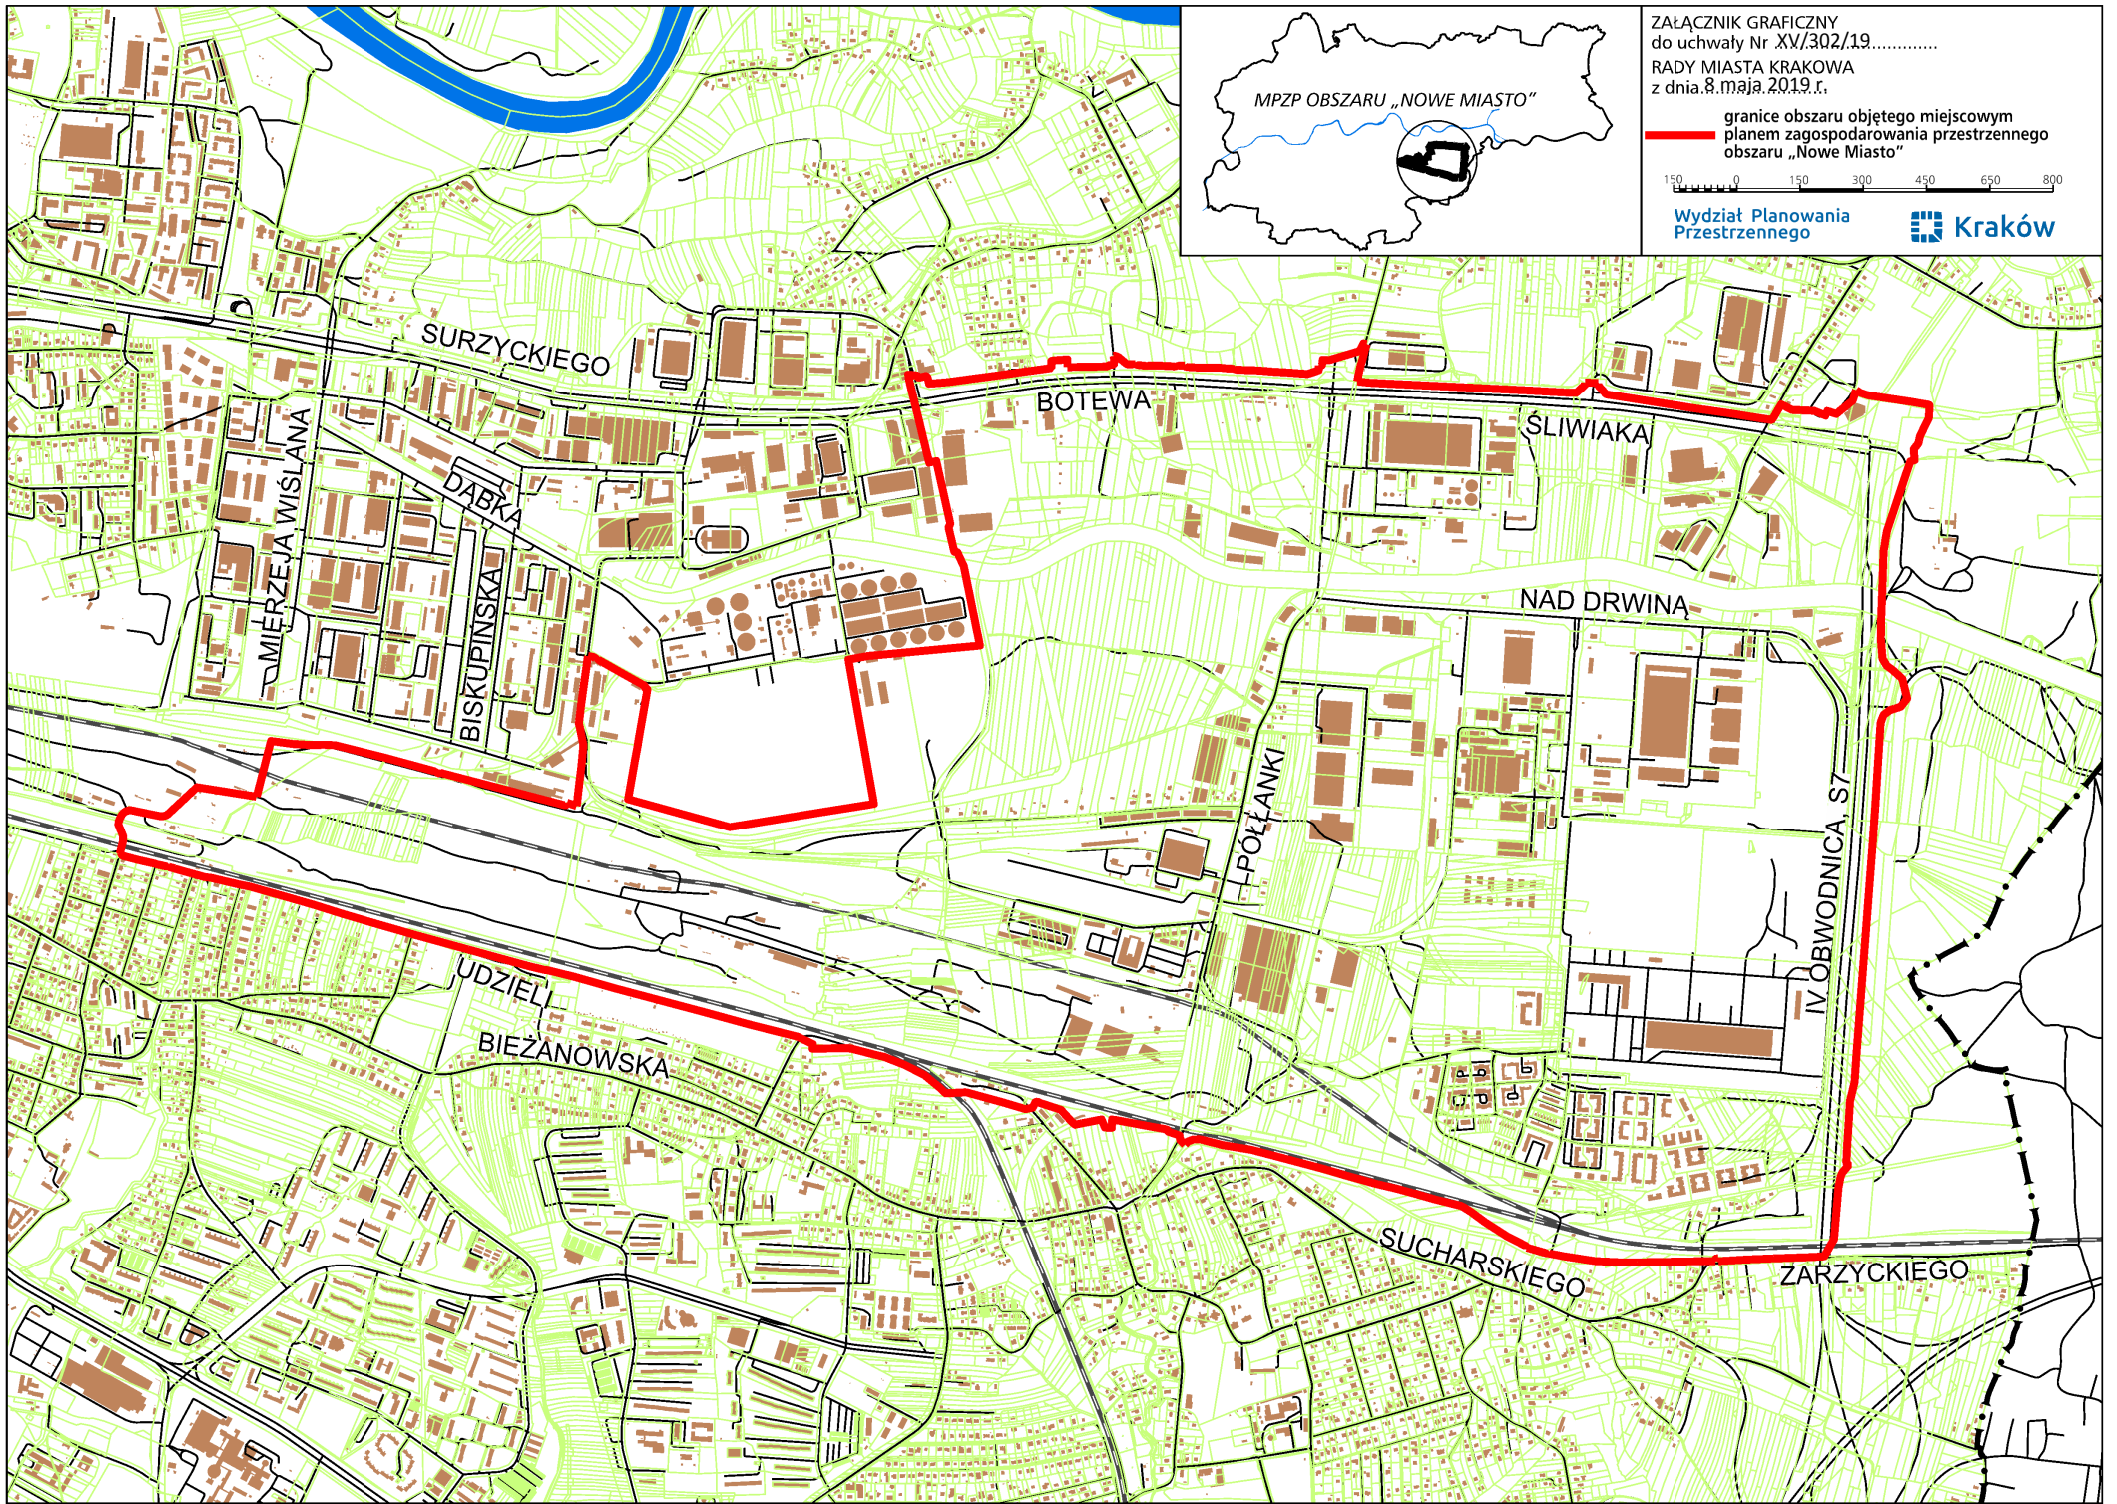 ZAŁĄCZNIK GRAFICZNY
do uchwały Nr XV/302/19
RADY MIASTA KRAKOWA
z dnia 8 maja 2019 r.
granice obszaru objętego miejscowym
planem zagospodarowania przestrzennego
obszaru „Nowe Miasto”
150 0 150 300 450 650 800
Wydział Planowania
Przestrzennego
Kraków
MPZP OBSZARU „NOWE MIASTO”
SURZYCKIEGO
BOTEWA
ŚLIWIAKA
MIERZEJA WIŚLANA
DĄBKA
BISKUPIŃSKA
NAD DRWINĄ
PÓŁŁANKI
IV OBWODNICA, S7
UDZIELI
BIEŻANOWSKA
SUCHARSKIEGO
ZARZYCKIEGO